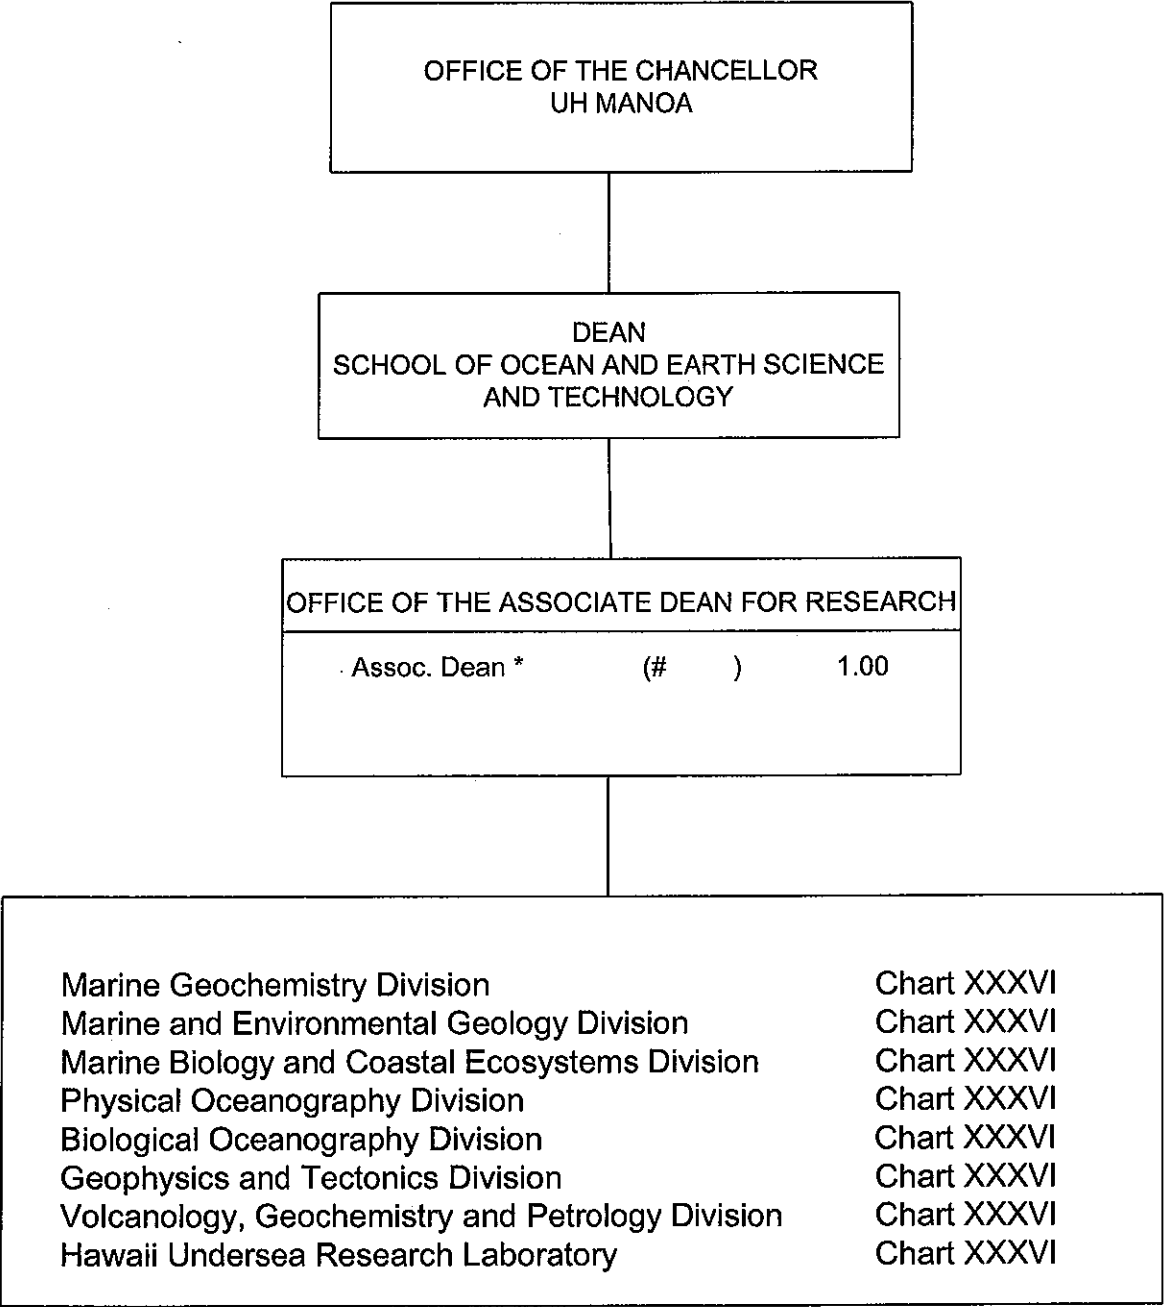 OFFICE OF THE CHANCELLOR
UH MANOA
DEAN
SCHOOL OF OCEAN AND EARTH SCIENCE
AND TECHNOLOGY
OFFICE OF THE ASSOCIATE DEAN FOR RESEARCH
Assoc. Dean * (# ) 1.00
Marine Geochemistry Division Chart XXXVI
Marine and Environmental Geology Division Chart XXXVI
Marine Biology and Coastal Ecosystems Division Chart XXXVI
Physical Oceanography Division Chart XXXVI
Biological Oceanography Division Chart XXXVI
Geophysics and Tectonics Division Chart XXXVI
Volcanology, Geochemistry and Petrology Division Chart XXXVI
Hawaii Undersea Research Laboratory Chart XXXVI